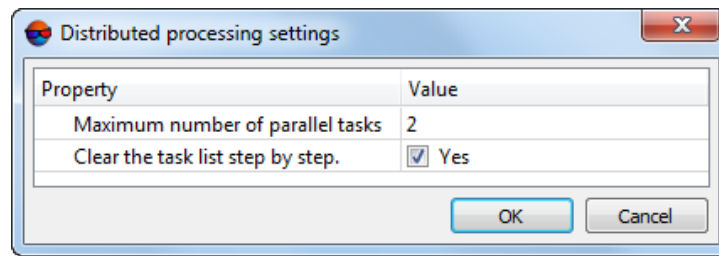 Distributed processing settings
Property Value
Maximum number of parallel tasks 2
Clear the task list step by step. Yes
OK Cancel